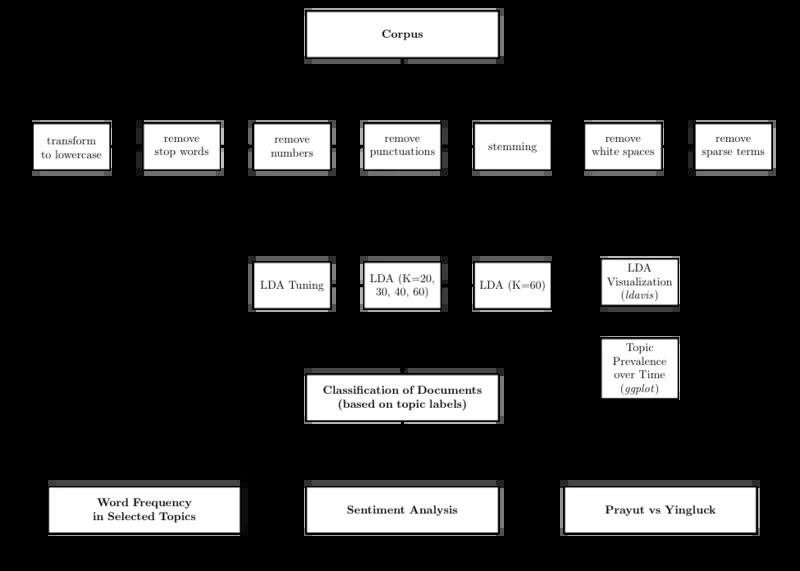 Corpus
transform
to lowercase
remove
stop words
remove
numbers
remove
punctuations
stemming
remove
white spaces
remove
sparse terms
LDA Tuning
LDA (K=20,
30, 40, 60)
LDA (K=60)
LDA
Visualization
(ldavis)
Topic
Prevalence
over Time
(ggplot)
Classification of Documents
(based on topic labels)
Word Frequency
in Selected Topics
Sentiment Analysis
Prayut vs Yingluck